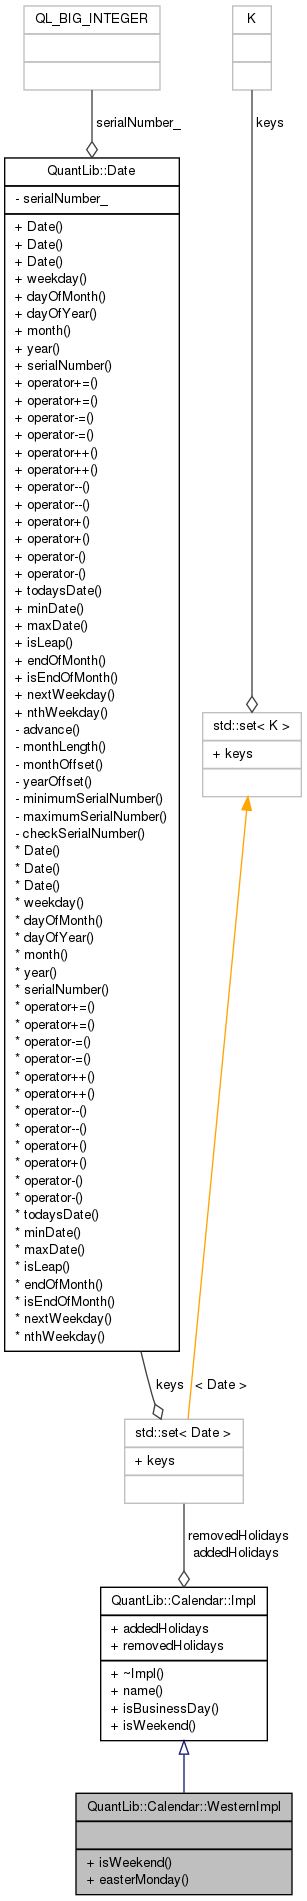 QL_BIG_INTEGER
K
serialNumber_
keys
QuantLib::Date
- serialNumber_
+ Date()
+ Date()
+ Date()
+ weekday()
+ dayOfMonth()
+ dayOfYear()
+ month()
+ year()
+ serialNumber()
+ operator+=()
+ operator+=()
+ operator-=()
+ operator-=()
+ operator++()
+ operator++()
+ operator--()
+ operator--()
+ operator+()
+ operator+()
+ operator-()
+ operator-()
+ todaysDate()
+ minDate()
+ maxDate()
+ isLeap()
+ endOfMonth()
+ isEndOfMonth()
+ nextWeekday()
+ nthWeekday()
- advance()
- monthLength()
- monthOffset()
- yearOffset()
- minimumSerialNumber()
- maximumSerialNumber()
- checkSerialNumber()
* Date()
* Date()
* Date()
* weekday()
* dayOfMonth()
* dayOfYear()
* month()
* year()
* serialNumber()
* operator+=()
* operator+=()
* operator-=()
* operator-=()
* operator++()
* operator++()
* operator--()
* operator--()
* operator+()
* operator+()
* operator-()
* operator-()
* todaysDate()
* minDate()
* maxDate()
* isLeap()
* endOfMonth()
* isEndOfMonth()
* nextWeekday()
* nthWeekday()
std::set< K >
+ keys
keys
< Date >
std::set< Date >
+ keys
removedHolidays
addedHolidays
QuantLib::Calendar::Impl
+ addedHolidays
+ removedHolidays
+ ~Impl()
+ name()
+ isBusinessDay()
+ isWeekend()
QuantLib::Calendar::WesternImpl
+ isWeekend()
+ easterMonday()